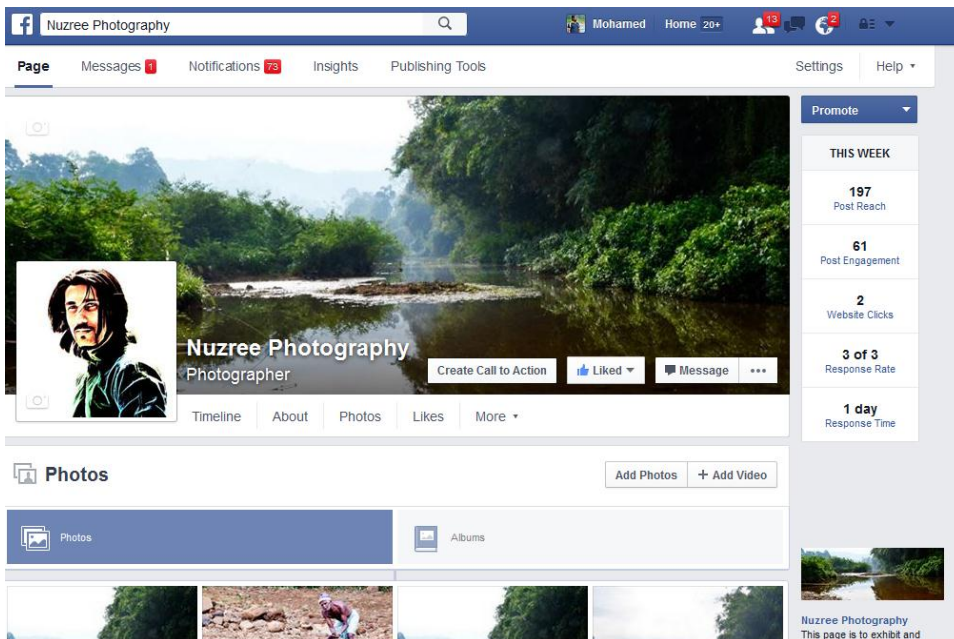 f Nuzree Photography Mohamed Home 20+ 13 2
Page Messages 1 Notifications 73 Insights Publishing Tools Settings Help
Promote
THIS WEEK
197
Post Reach
61
Post Engagement
2
Website Clicks
3 of 3
Response Rate
1 day
Response Time
Nuzree Photography
Photographer
Create Call to Action Liked Message •••
Timeline About Photos Likes More
Photos Add Photos + Add Video
Photos Albums
Nuzree Photography
This page is to exhibit and